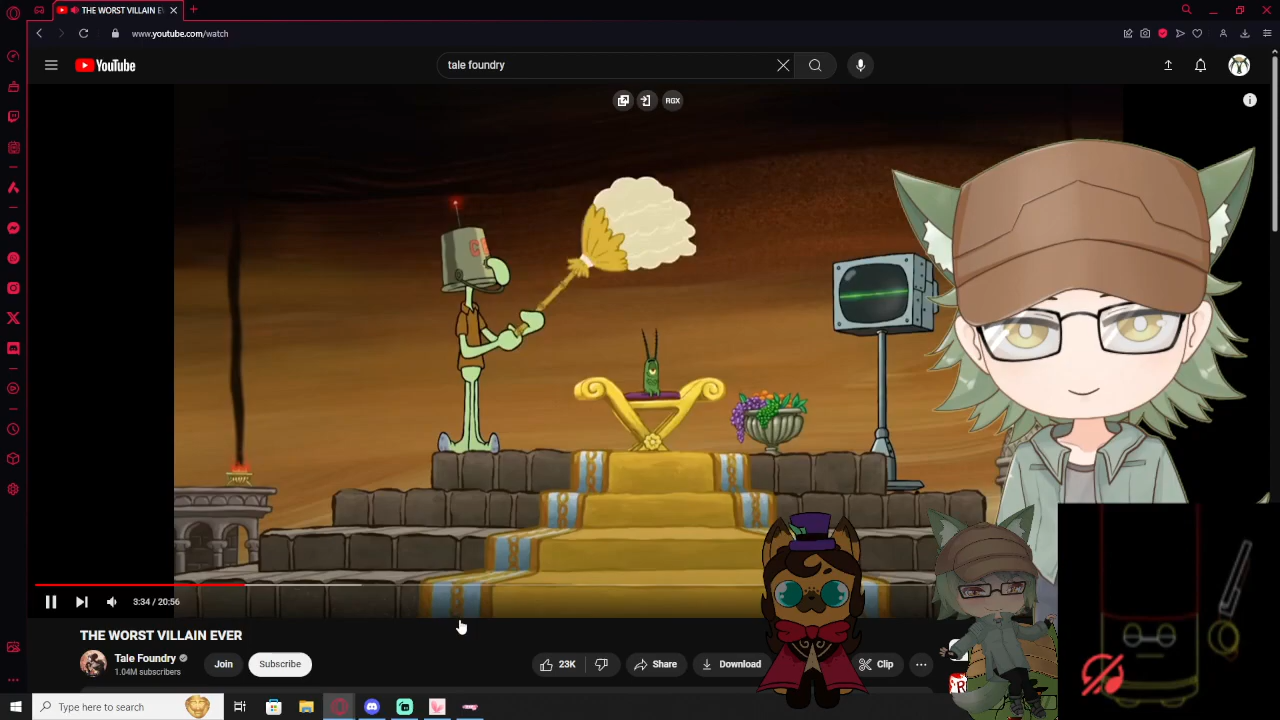 THE WORST VILLAIN EV
www.youtube.com/watch
YouTube
tale foundry
RGX
3:34 / 20:56
THE WORST VILLAIN EVER
Tale Foundry
1.04M subscribers
Join
Subscribe
23K
Share
Download
Clip
Type here to search